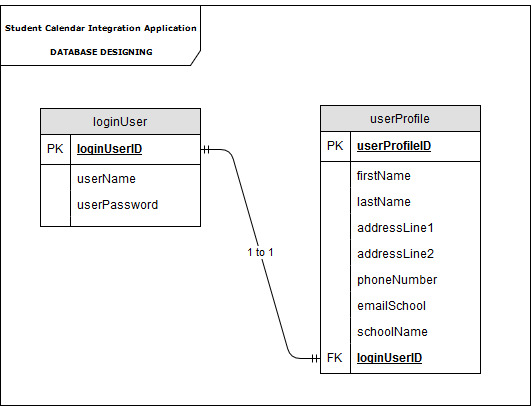 Student Calendar Integration Application
DATABASE DESIGNING
loginUser
PK loginUserID
userName
userPassword
1 to 1
userProfile
PK userProfileID
firstName
lastName
addressLine1
addressLine2
phoneNumber
emailSchool
schoolName
FK loginUserID